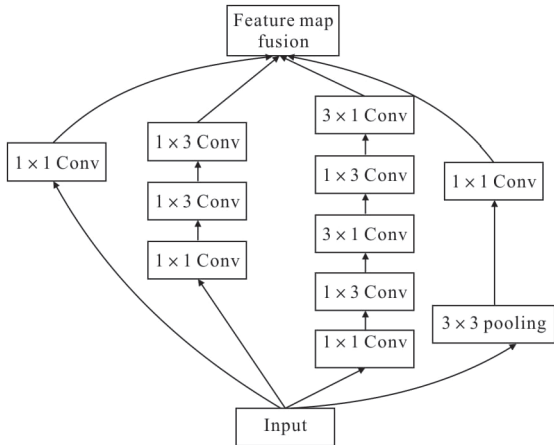 Feature map
fusion
1 × 1 Conv
1 × 3 Conv
1 × 3 Conv
1 × 1 Conv
3 × 1 Conv
1 × 3 Conv
3 × 1 Conv
1 × 3 Conv
1 × 1 Conv
1 × 1 Conv
3 × 3 pooling
Input